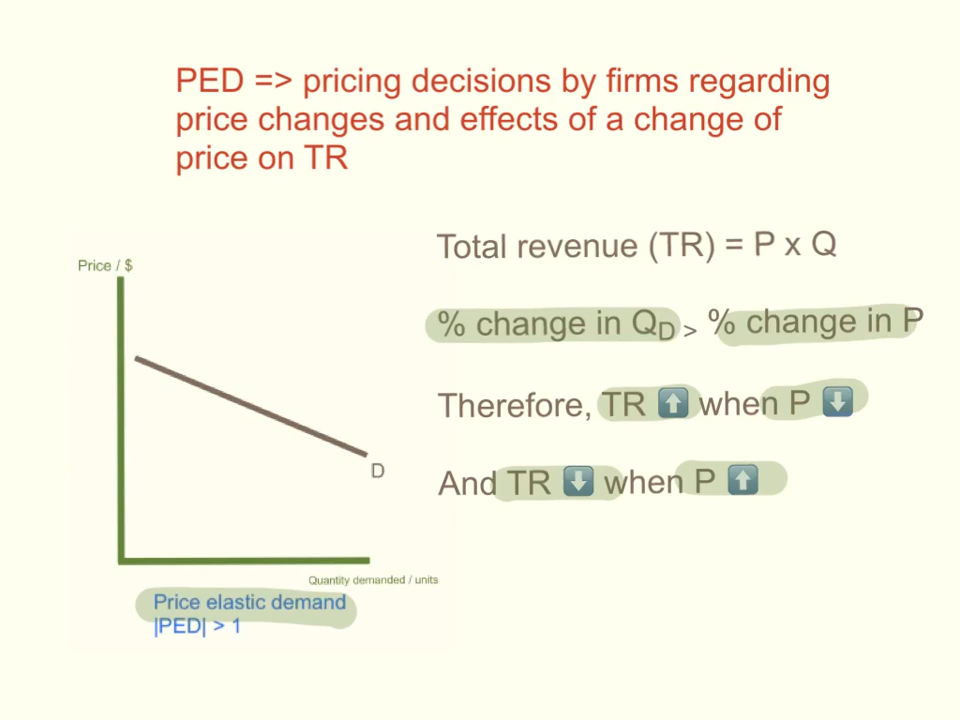 PED => pricing decisions by firms regarding
price changes and effects of a change of
price on TR
Total revenue (TR) = P x Q
Price / $
% change in QD > % change in P
Therefore, TR ⬆️ when P ⬇️
D
And TR ⬇️ when P ⬆️
Quantity demanded / units
Price elastic demand
|PED| > 1